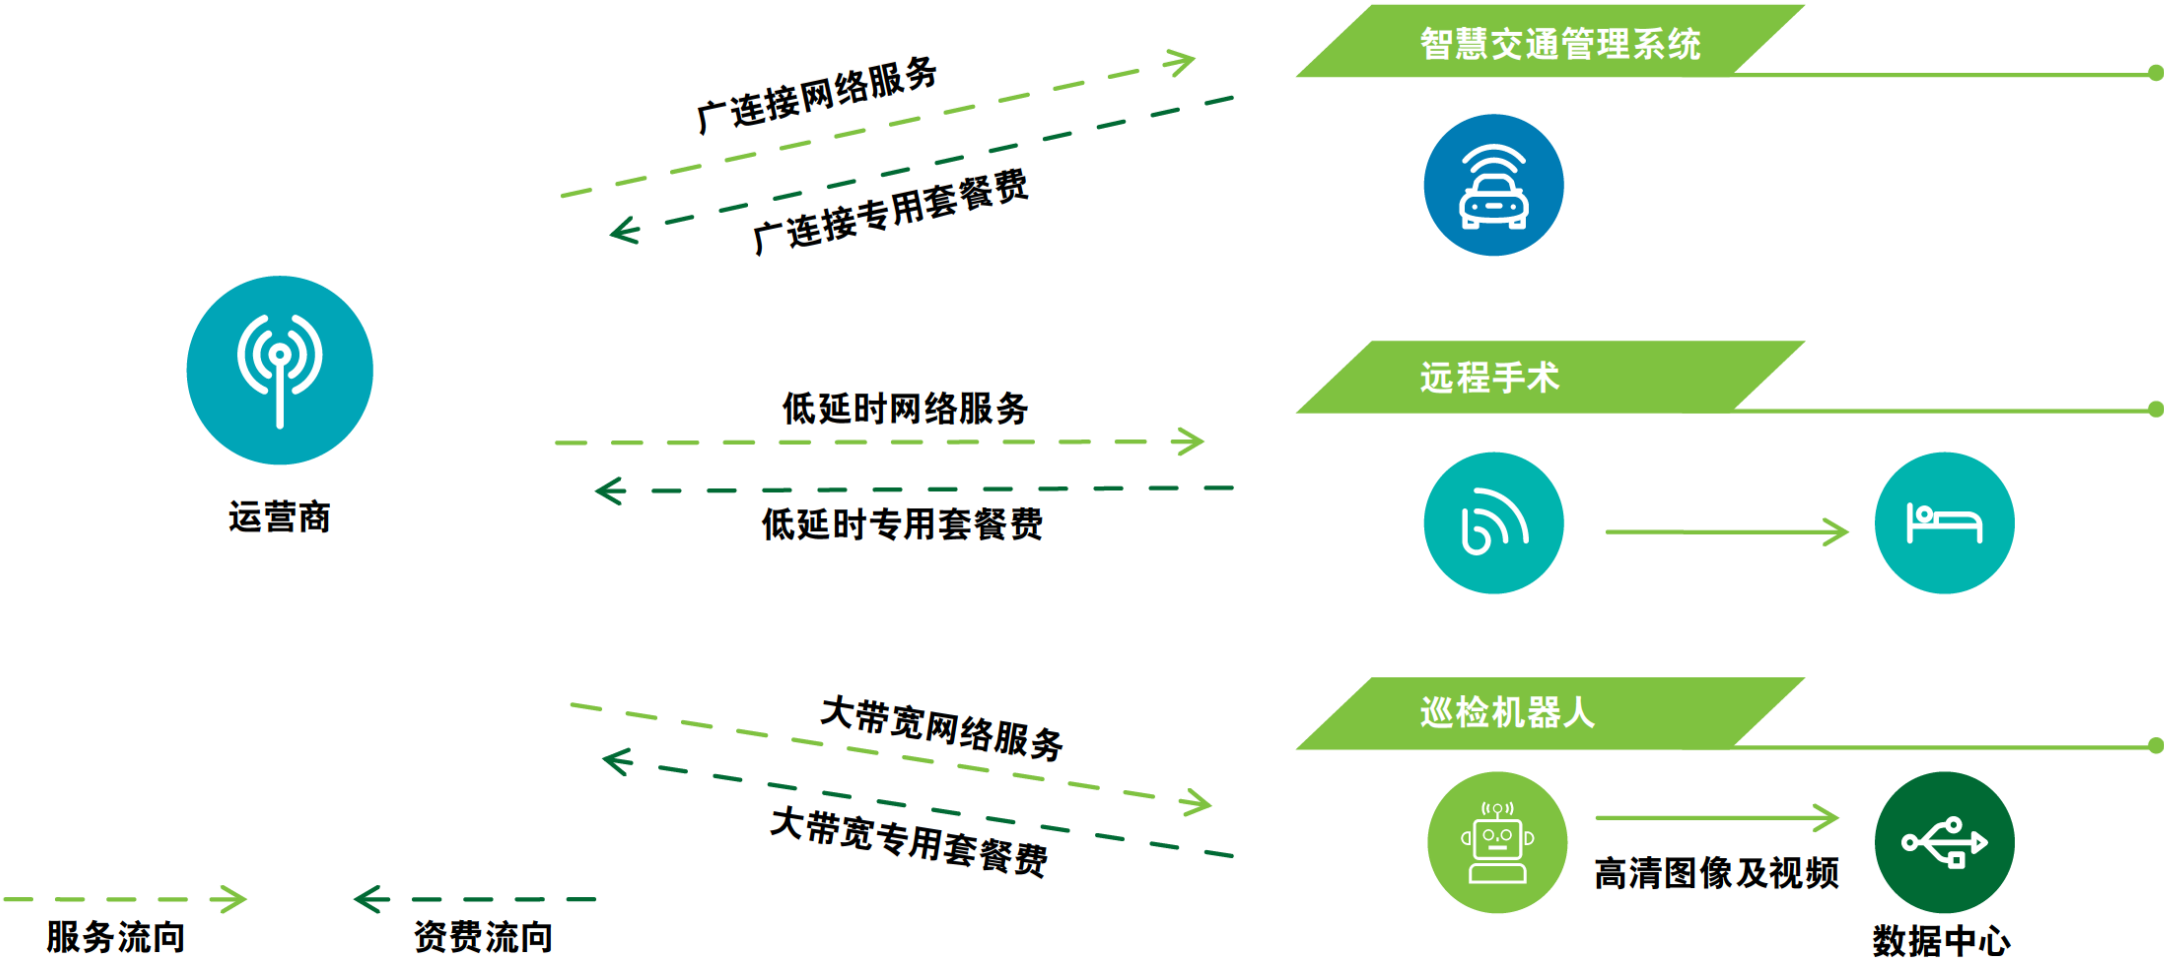 智慧交通管理系统
广连接网络服务
广连接专用套餐费
运营商
远程手术
低延时网络服务
低延时专用套餐费
巡检机器人
大带宽网络服务
大带宽专用套餐费
高清图像及视频
数据中心
服务流向
资费流向